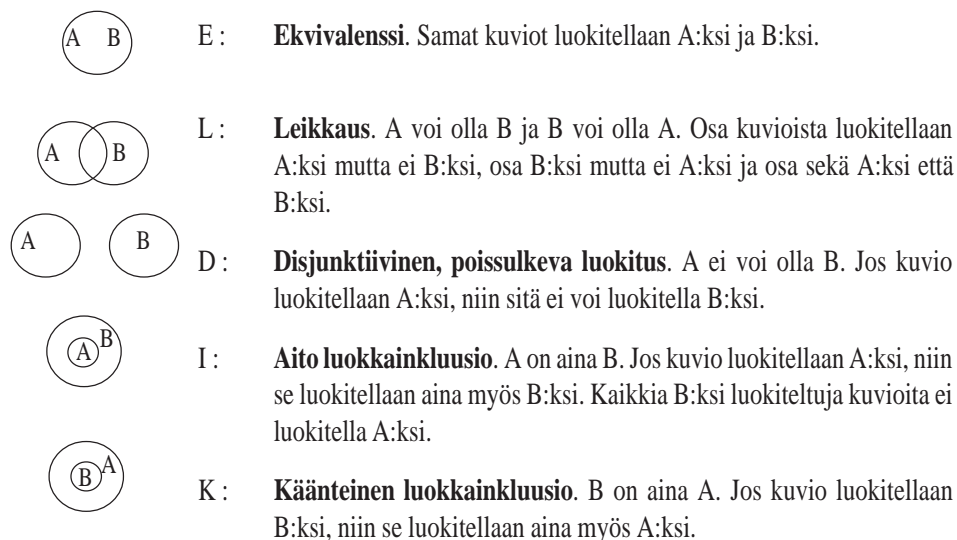 A B E : Ekvivalenssi. Samat kuviot luokitellaan A:ksi ja B:ksi.
A B L : Leikkaus. A voi olla B ja B voi olla A. Osa kuvioista luokitellaan
A:ksi mutta ei B:ksi, osa B:ksi mutta ei A:ksi ja osa sekä A:ksi että
B:ksi.
A B D : Disjunktiivinen, poissulkeva luokitus. A ei voi olla B. Jos kuvio
luokitellaan A:ksi, niin sitä ei voi luokitella B:ksi.
A B I : Aito luokkainkluusio. A on aina B. Jos kuvio luokitellaan A:ksi, niin
se luokitellaan aina myös B:ksi. Kaikkia B:ksi luokiteltuja kuvioita ei
luokitella A:ksi.
B A K : Käänteinen luokkainkluusio. B on aina A. Jos kuvio luokitellaan
B:ksi, niin se luokitellaan aina myös A:ksi.